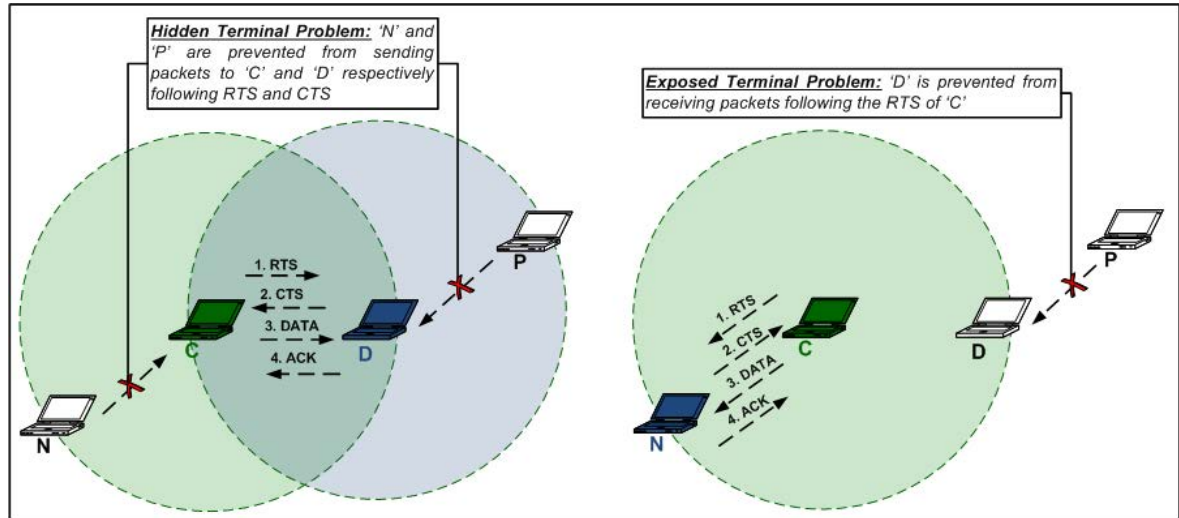 Hidden Terminal Problem: ‘N’ and
‘P’ are prevented from sending
packets to ‘C’ and ‘D’ respectively
following RTS and CTS
1. RTS
2. CTS
3. DATA
4. ACK
C
D
N
P
Exposed Terminal Problem: ‘D’ is prevented from
receiving packets following the RTS of ‘C’
1. RTS
2. CTS
3. DATA
4. ACK
C
D
N
P